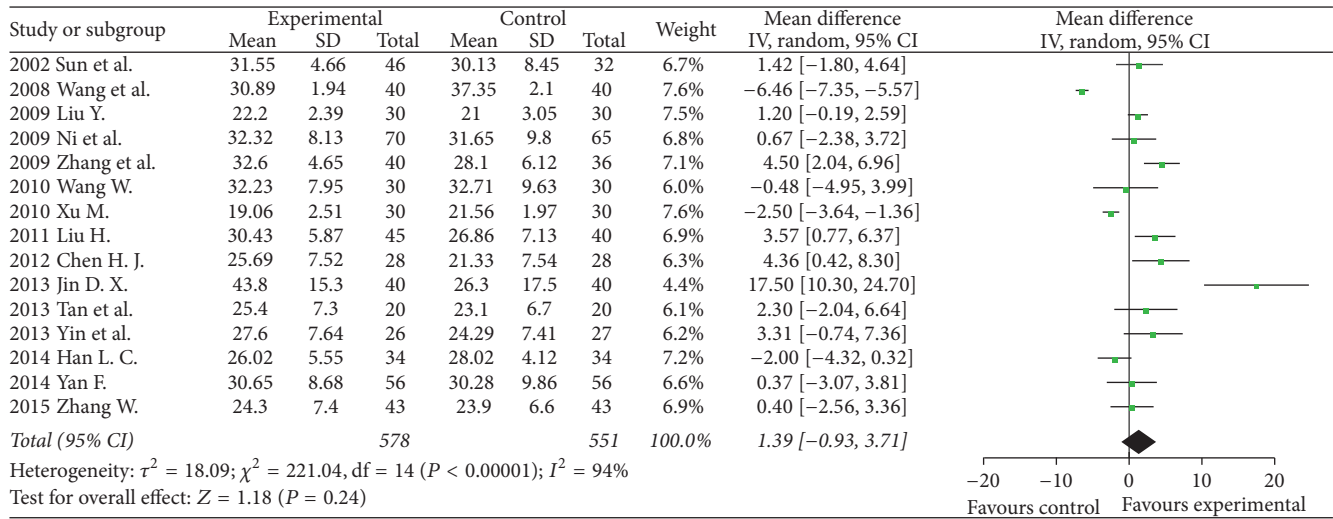 Study or subgroup Experimental Control Weight Mean difference Mean difference
Mean SD Total Mean SD Total IV, random, 95% CI IV, random, 95% CI
2002 Sun et al. 31.55 4.66 46 30.13 8.45 32 6.7% 1.42 [−1.80, 4.64]
2008 Wang et al. 30.89 1.94 40 37.35 2.1 40 7.6% −6.46 [−7.35, −5.57]
2009 Liu Y. 22.2 2.39 30 21 3.05 30 7.5% 1.20 [−0.19, 2.59]
2009 Ni et al. 32.32 8.13 70 31.65 9.8 65 6.8% 0.67 [−2.38, 3.72]
2009 Zhang et al. 32.6 4.65 40 28.1 6.12 36 7.1% 4.50 [2.04, 6.96]
2010 Wang W. 32.23 7.95 30 32.71 9.63 30 6.0% −0.48 [−4.95, 3.99]
2010 Xu M. 19.06 2.51 30 21.56 1.97 30 7.6% −2.50 [−3.64, −1.36]
2011 Liu H. 30.43 5.87 45 26.86 7.13 40 6.9% 3.57 [0.77, 6.37]
2012 Chen H. J. 25.69 7.52 28 21.33 7.54 28 6.3% 4.36 [0.42, 8.30]
2013 Jin D. X. 43.8 15.3 40 26.3 17.5 40 4.4% 17.50 [10.30, 24.70]
2013 Tan et al. 25.4 7.3 20 23.1 6.7 20 6.1% 2.30 [−2.04, 6.64]
2013 Yin et al. 27.6 7.64 26 24.29 7.41 27 6.2% 3.31 [−0.74, 7.36]
2014 Han L. C. 26.02 5.55 34 28.02 4.12 34 7.2% −2.00 [−4.32, 0.32]
2014 Yan F. 30.65 8.68 56 30.28 9.86 56 6.6% 0.37 [−3.07, 3.81]
2015 Zhang W. 24.3 7.4 43 23.9 6.6 43 6.9% 0.40 [−2.56, 3.36]
Total (95% CI) 578 551 100.0% 1.39 [−0.93, 3.71]
Heterogeneity: τ² = 18.09; χ² = 221.04, df = 14 (P < 0.00001); I² = 94%
−20 −10 0 10 20
Test for overall effect: Z = 1.18 (P = 0.24)
Favours control Favours experimental